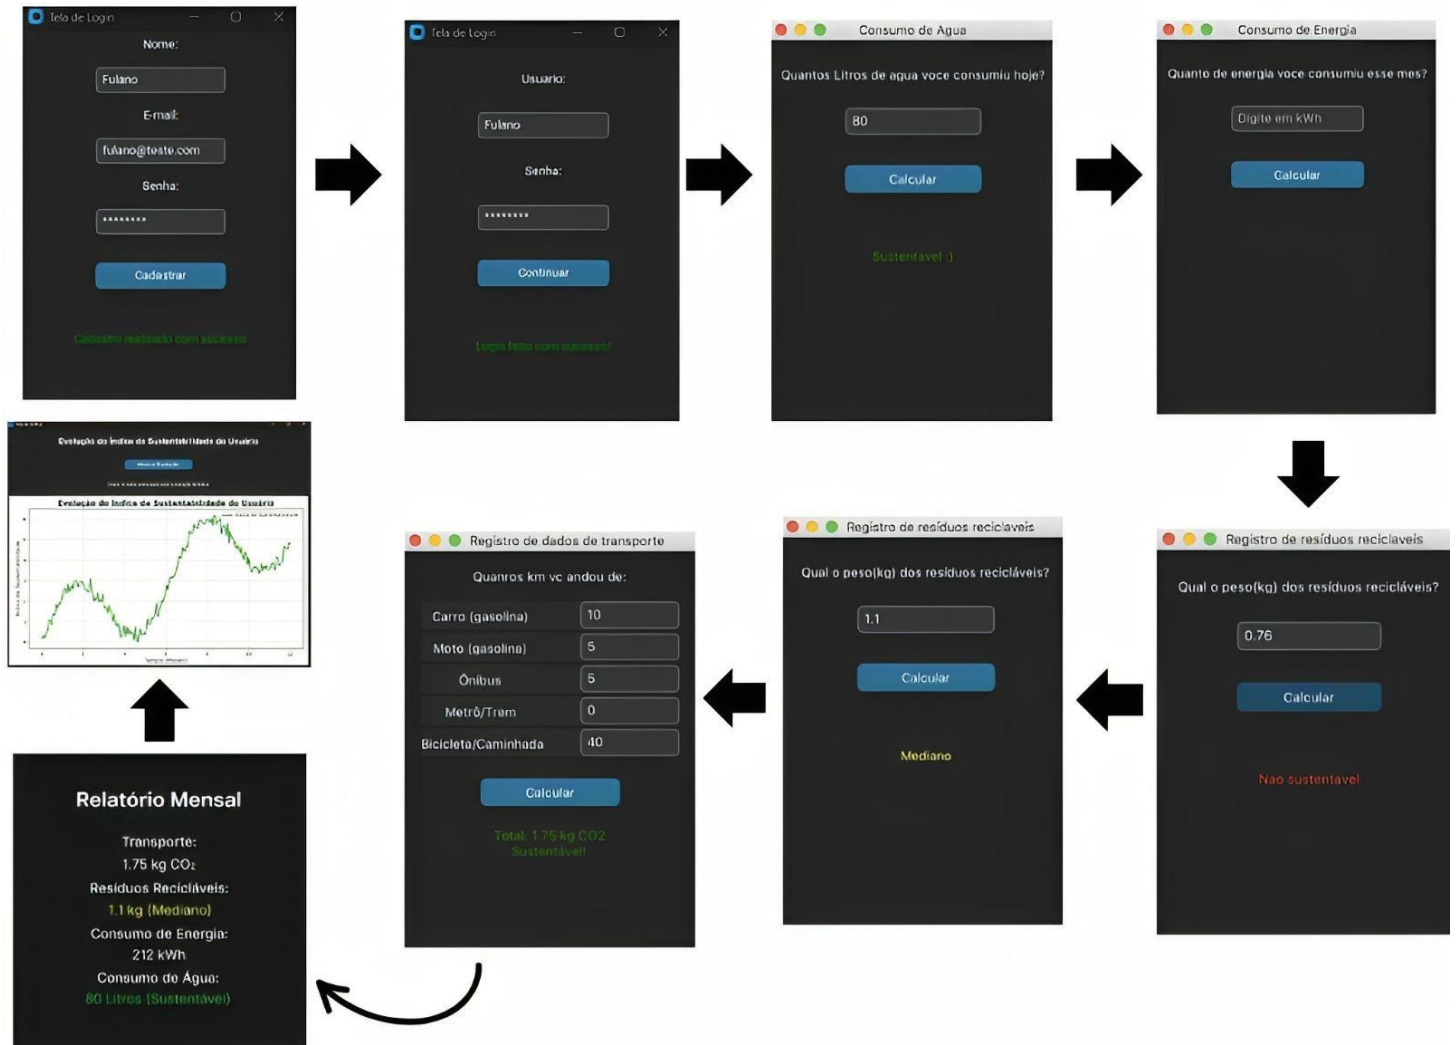 Tela de Login
Nome:
Fulano
E-mail:
fulano@teste.com
Senha:
********
Cadastrar
Cadastro realizado com sucesso
Tela de Login
Usuario:
Fulano
Senha:
********
Continuar
Login feito com sucesso!
Consumo de Agua
Quantos Litros de agua voce consumiu hoje?
80
Calcular
Sustentavel :)
Consumo de Energia
Quanto de energia voce consumiu esse mes?
Digite em kWh
Calcular
Registro de resíduos reciclaveis
Qual o peso(kg) dos resíduos recicláveis?
0.76
Calcular
Nao sustentavel
Registro de resíduos reciclaveis
Qual o peso(kg) dos resíduos recicláveis?
1.1
Calcular
Mediano
Registro de dados de transporte
Quanros km vc andou de:
Carro (gasolina) 10
Moto (gasolina) 5
Ônibus 5
Metrô/Trem 0
Bicicleta/Caminhada 40
Calcular
Total: 1.75 kg CO2
Sustentável!
Relatório Mensal
Transporte:
1.75 kg CO₂
Resíduos Recicláveis:
1.1 kg (Mediano)
Consumo de Energia:
212 kWh
Consumo de Água:
80 Litros (Sustentável)
Evolução do Índice de Sustentabilidade do Usuário
Evolução do Índice de Sustentabilidade do Usuário